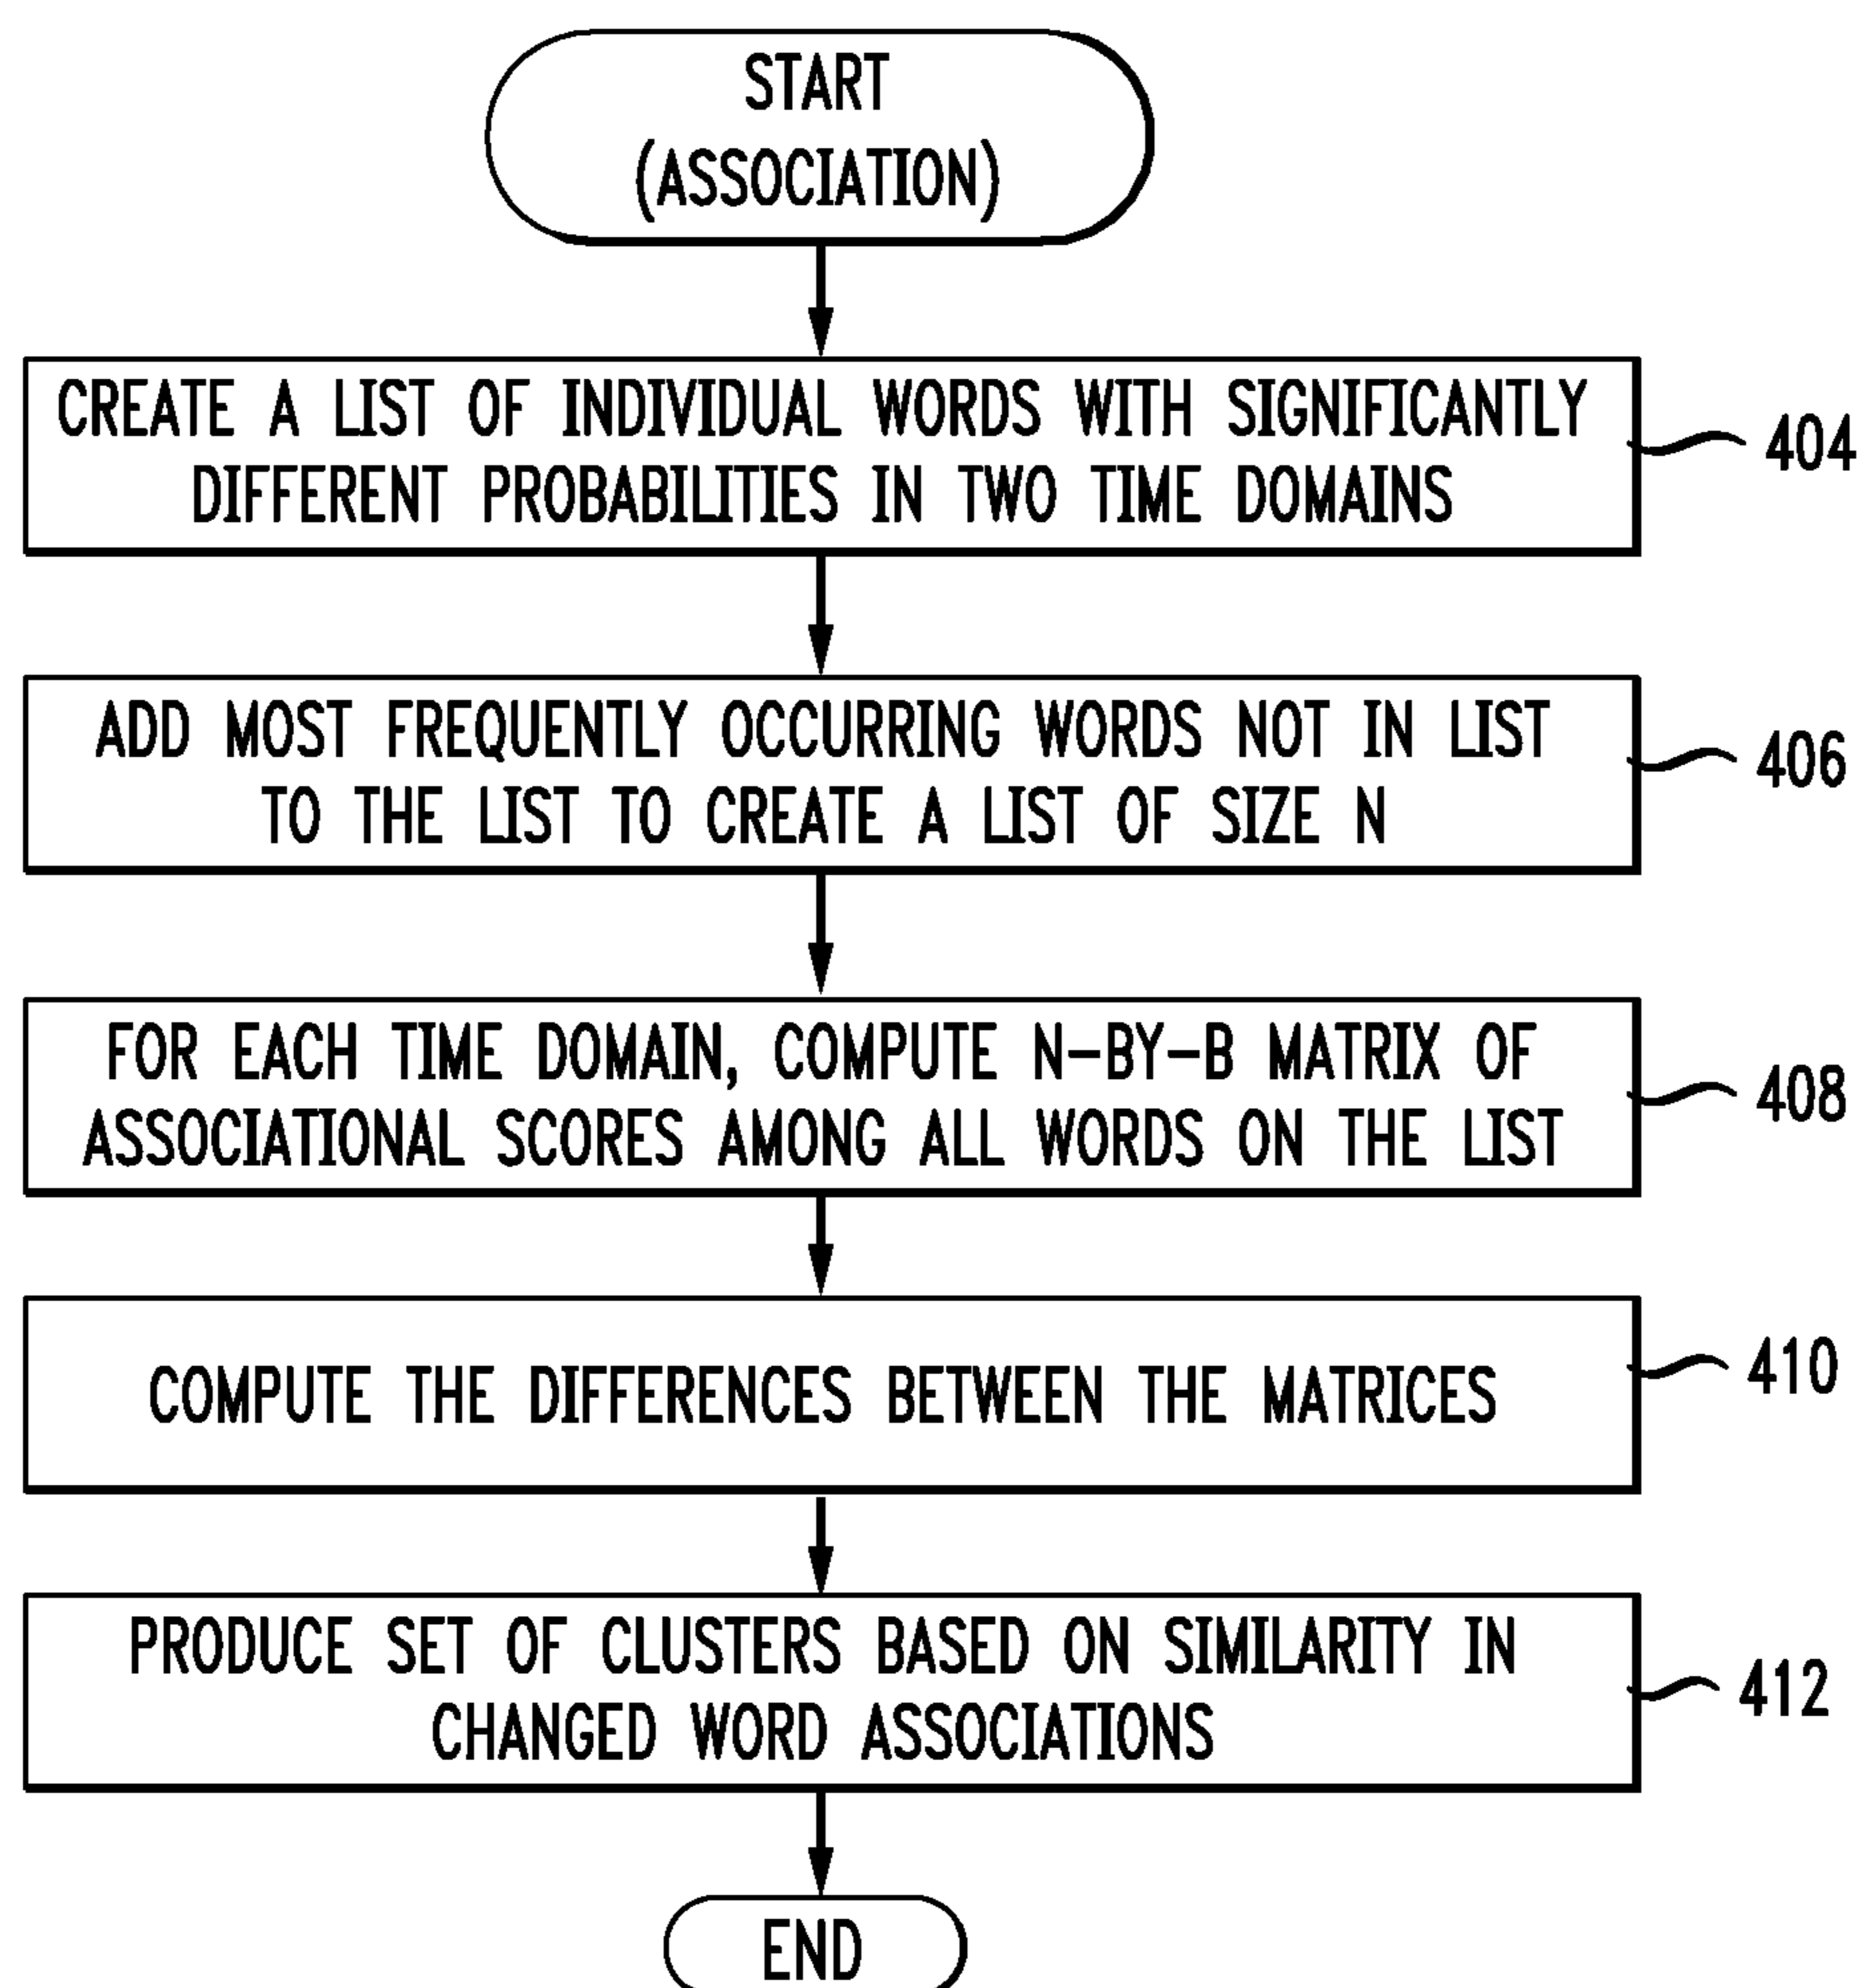 START
(ASSOCIATION)
CREATE A LIST OF INDIVIDUAL WORDS WITH SIGNIFICANTLY
DIFFERENT PROBABILITIES IN TWO TIME DOMAINS
404
ADD MOST FREQUENTLY OCCURRING WORDS NOT IN LIST
TO THE LIST TO CREATE A LIST OF SIZE N
406
FOR EACH TIME DOMAIN, COMPUTE N-BY-B MATRIX OF
ASSOCIATIONAL SCORES AMONG ALL WORDS ON THE LIST
408
COMPUTE THE DIFFERENCES BETWEEN THE MATRICES
410
PRODUCE SET OF CLUSTERS BASED ON SIMILARITY IN
CHANGED WORD ASSOCIATIONS
412
END